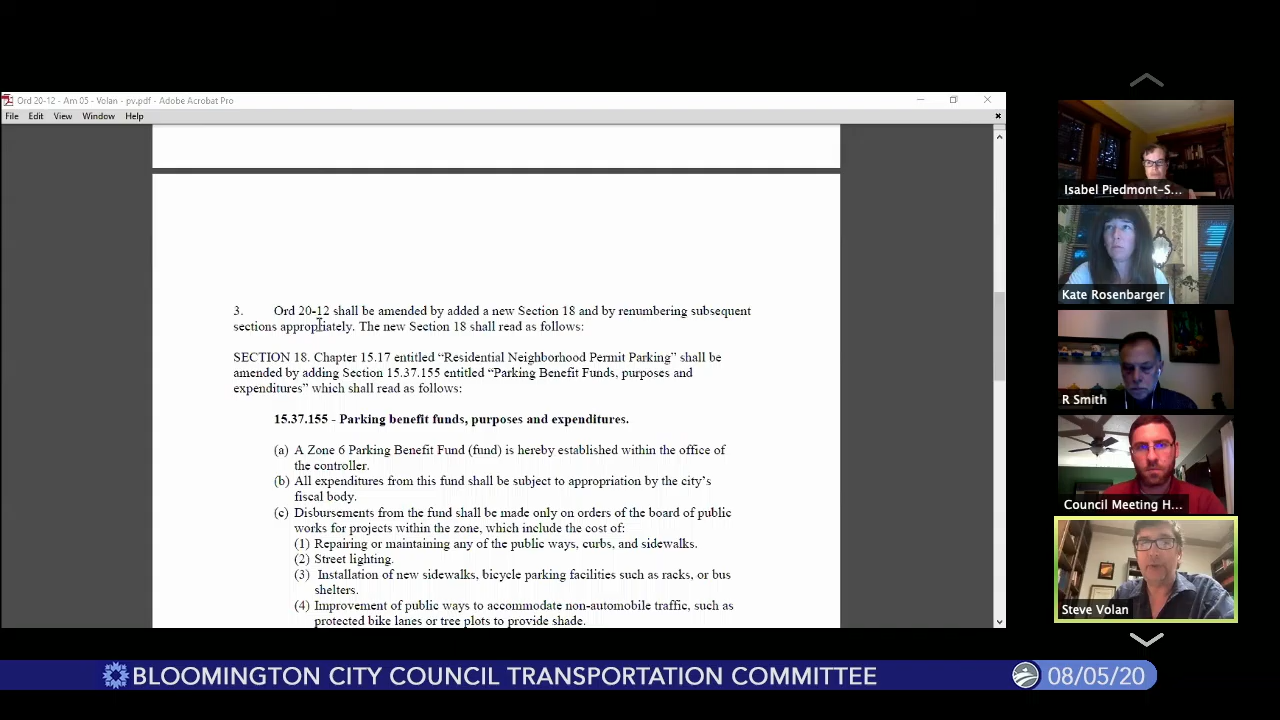 Ord 20-12 - Am 05 - Volan - pv.pdf - Adobe Acrobat Pro
File Edit View Window Help
3. Ord 20-12 shall be amended by added a new Section 18 and by renumbering subsequent
sections appropriately. The new Section 18 shall read as follows:
SECTION 18. Chapter 15.17 entitled “Residential Neighborhood Permit Parking” shall be
amended by adding Section 15.37.155 entitled “Parking Benefit Funds, purposes and
expenditures” which shall read as follows:
15.37.155 - Parking benefit funds, purposes and expenditures.
(a) A Zone 6 Parking Benefit Fund (fund) is hereby established within the office of
the controller.
(b) All expenditures from this fund shall be subject to appropriation by the city’s
fiscal body.
(c) Disbursements from the fund shall be made only on orders of the board of public
works for projects within the zone, which include the cost of:
(1) Repairing or maintaining any of the public ways, curbs, and sidewalks.
(2) Street lighting.
(3) Installation of new sidewalks, bicycle parking facilities such as racks, or bus
shelters.
(4) Improvement of public ways to accommodate non-automobile traffic, such as
protected bike lanes or tree plots to provide shade.
Isabel Piedmont-S...
Kate Rosenbarger
R Smith
Council Meeting H...
Steve Volan
BLOOMINGTON CITY COUNCIL TRANSPORTATION COMMITTEE
08/05/20